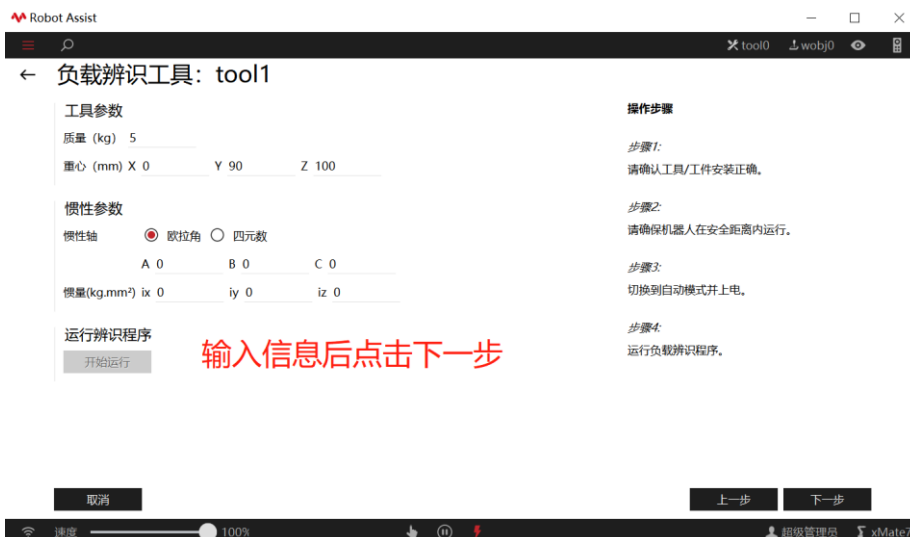 Robot Assist
tool0 wobj0
负载辨识工具：tool1
工具参数
质量（kg） 5
重心（mm）X 0 Y 90 Z 100
惯性参数
惯性轴 欧拉角 四元数
A 0 B 0 C 0
惯量(kg.mm²) ix 0 iy 0 iz 0
运行辨识程序
开始运行
输入信息后点击下一步
操作步骤
步骤1:
请确认工具/工件安装正确。
步骤2:
请确保机器人在安全距离内运行。
步骤3:
切换到自动模式并上电。
步骤4:
运行负载辨识程序。
取消 上一步 下一步
速度 100% 超级管理员 xMate7